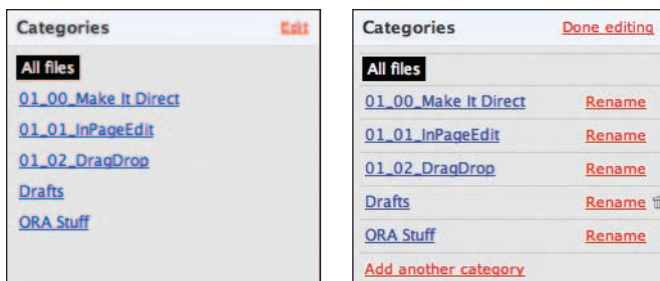 Categories Edit
All files
01_00_Make It Direct
01_01_InPageEdit
01_02_DragDrop
Drafts
ORA Stuff
Categories Done editing
All files
01_00_Make It Direct Rename
01_01_InPageEdit Rename
01_02_DragDrop Rename
Drafts Rename
ORA Stuff Rename
Add another category